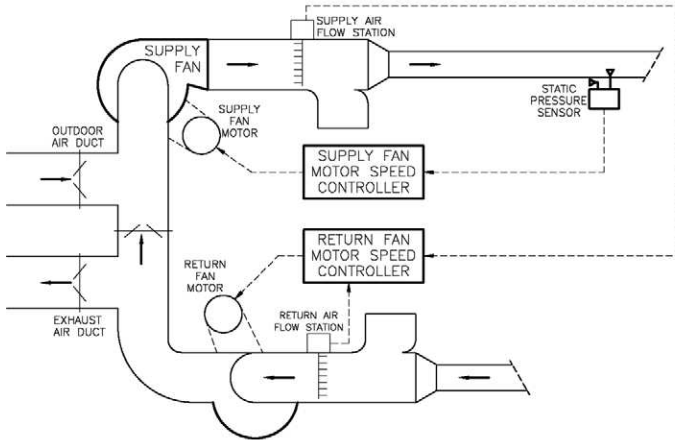 SUPPLY AIR
FLOW STATION
SUPPLY
FAN
STATIC
PRESSURE
SENSOR
SUPPLY
FAN
MOTOR
OUTDOOR
AIR DUCT
SUPPLY FAN
MOTOR SPEED
CONTROLLER
RETURN FAN
MOTOR SPEED
CONTROLLER
RETURN
FAN
MOTOR
EXHAUST
AIR DUCT
RETURN AIR
FLOW STATION